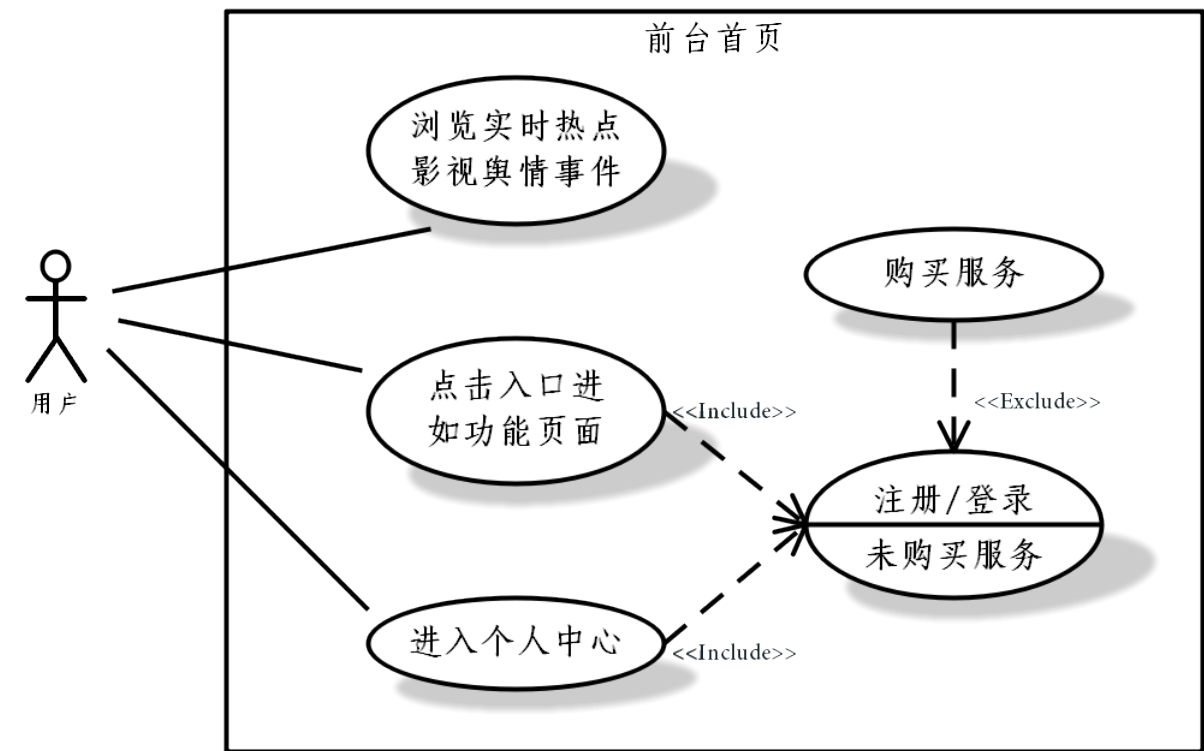 前台首页
浏览实时热点
影视舆情事件
购买服务
用户
点击入口进
如功能页面
<<Include>>
<<Exclude>>
注册/登录
未购买服务
进入个人中心
<<Include>>